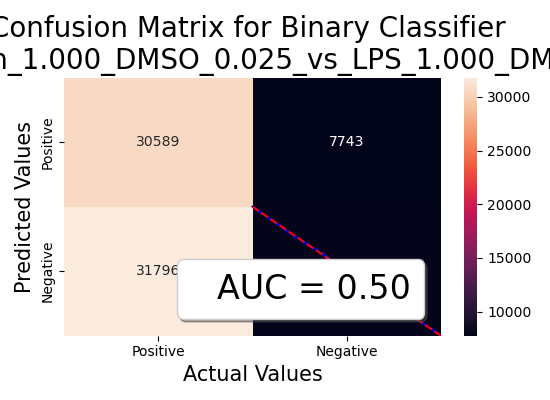 Confusion Matrix for Binary Classifier
_1.000_DMSO_0.025_vs_LPS_1.000_DM
Predicted Values
Positive
Negative
30589
7743
31796
AUC = 0.50
Positive
Negative
Actual Values
30000
25000
20000
15000
10000